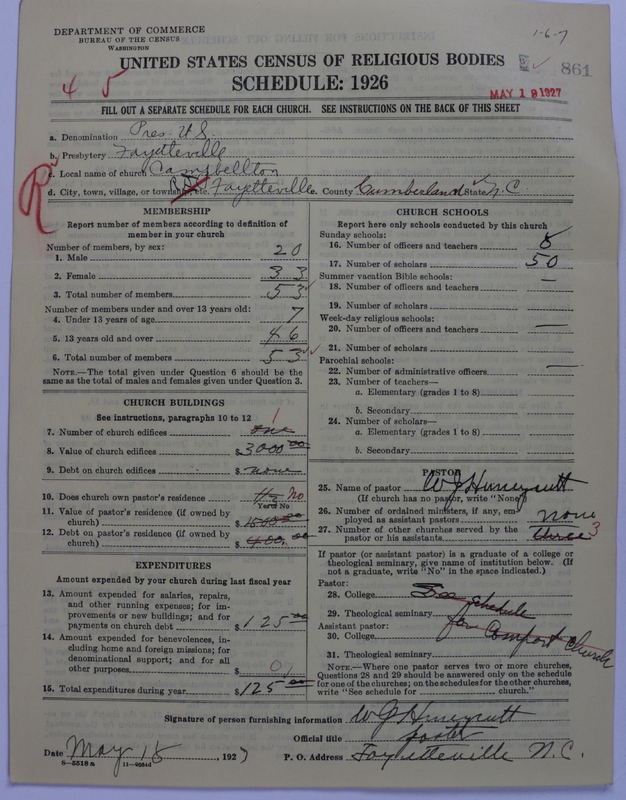 DEPARTMENT OF COMMERCE
BUREAU OF THE CENSUS
WASHINGTON
1-6-7
UNITED STATES CENSUS OF RELIGIOUS BODIES
861
4 5
SCHEDULE: 1926
MAY 19 1927
FILL OUT A SEPARATE SCHEDULE FOR EACH CHURCH. SEE INSTRUCTIONS ON THE BACK OF THIS SHEET
a. Denomination Pres. U.S.
b. Presbytery Fayetteville
c. Local name of church Campbellton
d. City, town, village, or township, etc. Fayetteville e. County Cumberland State N.C
MEMBERSHIP
Report number of members according to definition of member in your church
Number of members, by sex:
1. Male 20
2. Female 33
3. Total number of members 53
Number of members under and over 13 years old:
4. Under 13 years of age 7
5. 13 years old and over 46
6. Total number of members 53
NOTE.—The total given under Question 6 should be the same as the total of males and females given under Question 3.
CHURCH BUILDINGS
See instructions, paragraphs 10 to 12
7. Number of church edifices one 1
8. Value of church edifices $3000 00
9. Debt on church edifices $ none
10. Does church own pastor's residence No
Yes or No
11. Value of pastor's residence (if owned by church) $1500 00
12. Debt on pastor's residence (if owned by church) $400. 00
EXPENDITURES
Amount expended by your church during last fiscal year
13. Amount expended for salaries, repairs, and other running expenses; for improvements or new buildings; and for payments on church debt $125 00
14. Amount expended for benevolences, including home and foreign missions; for denominational support; and for all other purposes $ 0
15. Total expenditures during year $125 00
CHURCH SCHOOLS
Report here only schools conducted by this church
Sunday schools:
16. Number of officers and teachers
17. Number of scholars 50
Summer vacation Bible schools:
18. Number of officers and teachers —
19. Number of scholars
Week-day religious schools:
20. Number of officers and teachers —
21. Number of scholars
Parochial schools:
22. Number of administrative officers —
23. Number of teachers—
a. Elementary (grades 1 to 8)
b. Secondary
24. Number of scholars—
a. Elementary (grades 1 to 8)
b. Secondary
PASTOR
25. Name of pastor W J Huneycutt
(If church has no pastor, write "None")
26. Number of ordained ministers, if any, employed as assistant pastors none
27. Number of other churches served by the pastor or his assistants three 3
If pastor (or assistant pastor) is a graduate of a college or theological seminary, give name of institution below. (If not a graduate, write "No" in the space indicated.)
Pastor:
28. College See schedule
29. Theological seminary for Comfort Church
Assistant pastor:
30. College
31. Theological seminary
NOTE.—Where one pastor serves two or more churches, Questions 28 and 29 should be answered only on the schedule for one of the churches; on the schedules for the other churches, write "See schedule for church."
Signature of person furnishing information W J Huneycutt
Official title Pastor
Date May 18, 1927 P. O. Address Fayetteville N.C.